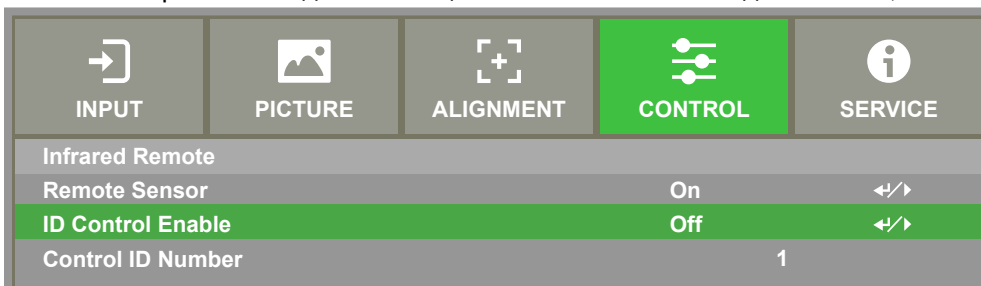 INPUT PICTURE ALIGNMENT CONTROL SERVICE
Infrared Remote
Remote Sensor On
ID Control Enable Off
Control ID Number 1